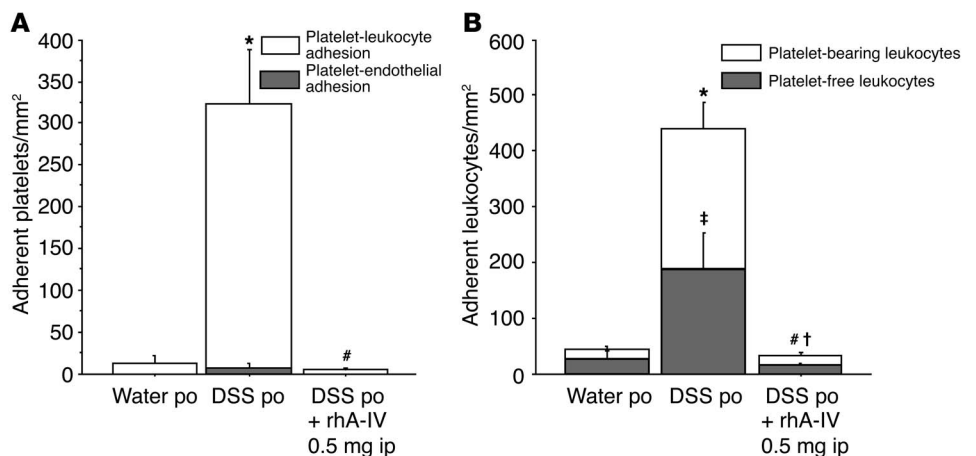 A
400
350
300
250
200
150
100
50
0
Adherent platelets/mm²
*
Platelet-leukocyte
adhesion
Platelet-endothelial
adhesion
#
Water po
DSS po
DSS po
+ rhA-IV
0.5 mg ip
B
600
500
400
300
200
100
0
Adherent leukocytes/mm²
Platelet-bearing leukocytes
Platelet-free leukocytes
*
‡
# †
Water po
DSS po
DSS po
+ rhA-IV
0.5 mg ip